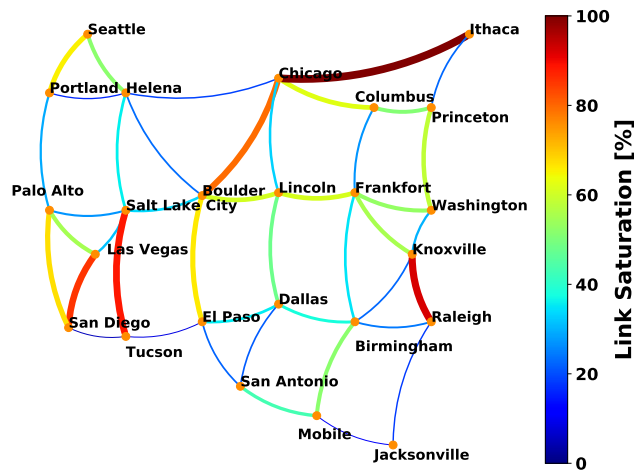 Seattle
Ithaca
100
Chicago
Portland
Helena
Columbus
Princeton
80
Palo Alto
Boulder
Lincoln
Frankfort
60
Salt Lake City
Washington
Las Vegas
Knoxville
40
Dallas
San Diego
El Paso
Raleigh
Tucson
Birmingham
20
San Antonio
Mobile
Jacksonville
0
Link Saturation [%]